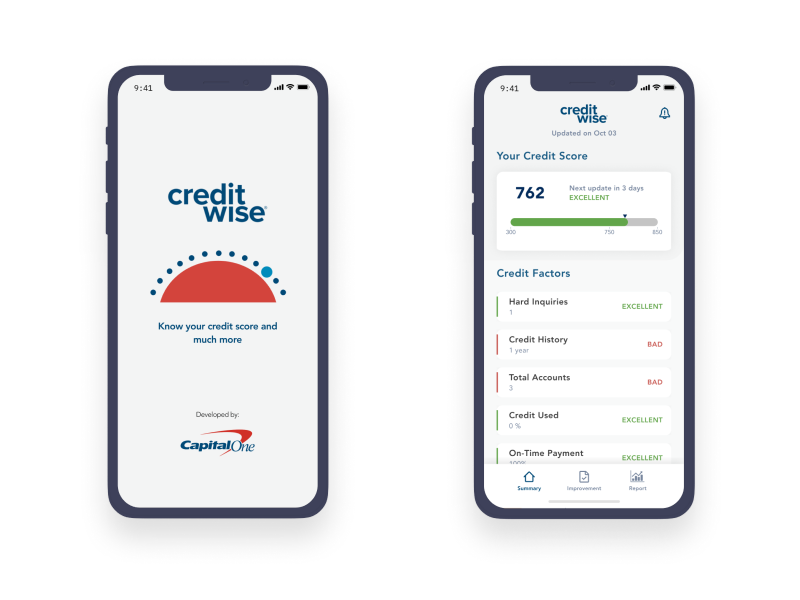 9:41
credit
wise®
Know your credit score and
much more
Developed by:
CapitalOne
9:41
credit
wise
Updated on Oct 03
Your Credit Score
762
Next update in 3 days
EXCELLENT
300
750
850
Credit Factors
Hard Inquiries
1
EXCELLENT
Credit History
1 year
BAD
Total Accounts
3
BAD
Credit Used
0 %
EXCELLENT
On-Time Payment
100%
EXCELLENT
Summary
Improvement
Report